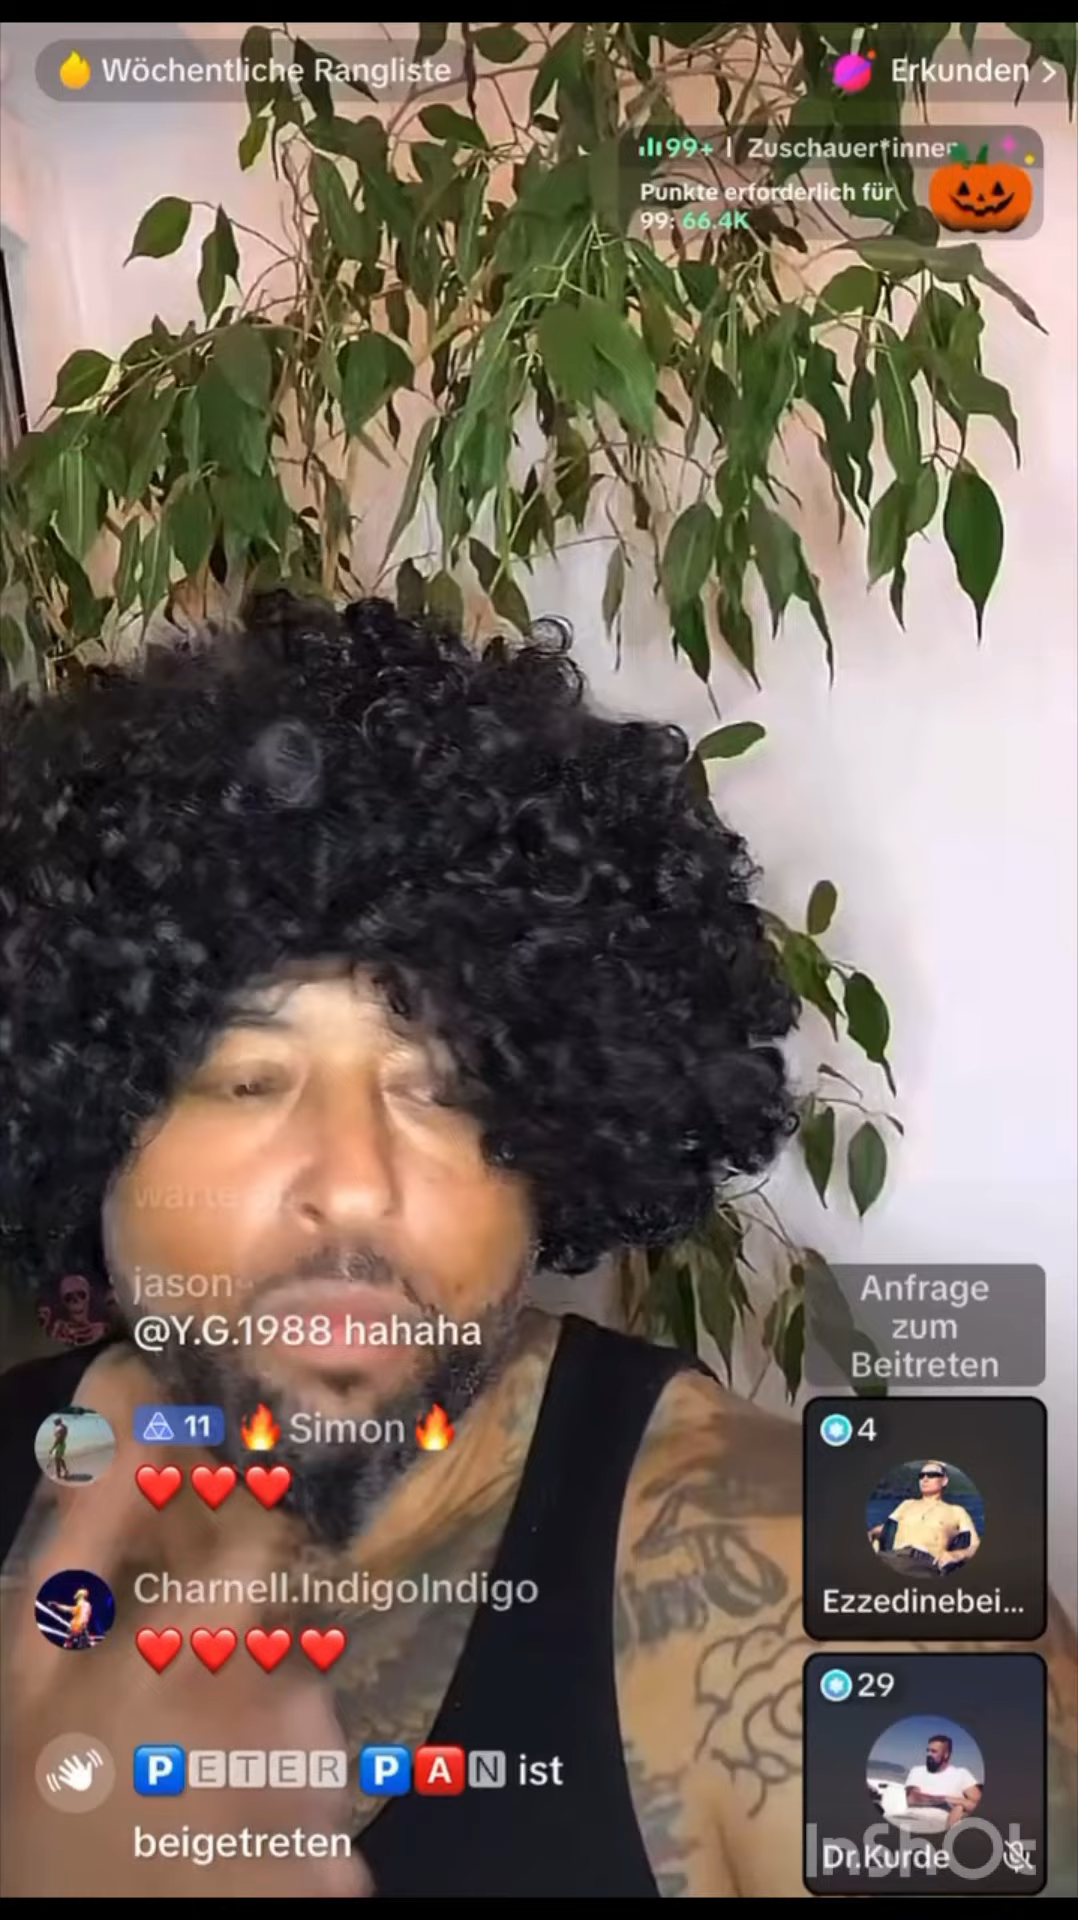 Wöchentliche Rangliste
Erkunden >
99+ | Zuschauer*innen
Punkte erforderlich für
99: 66.4K
jason
@Y.G.1988 hahaha
11 🔥Simon🔥
❤️❤️❤️
Charnell.IndigoIndigo
❤️❤️❤️❤️
PETER PAN ist
beigetreten
Anfrage
zum
Beitreten
4
Ezzedinebei...
29
Dr.Kurde
InShOt